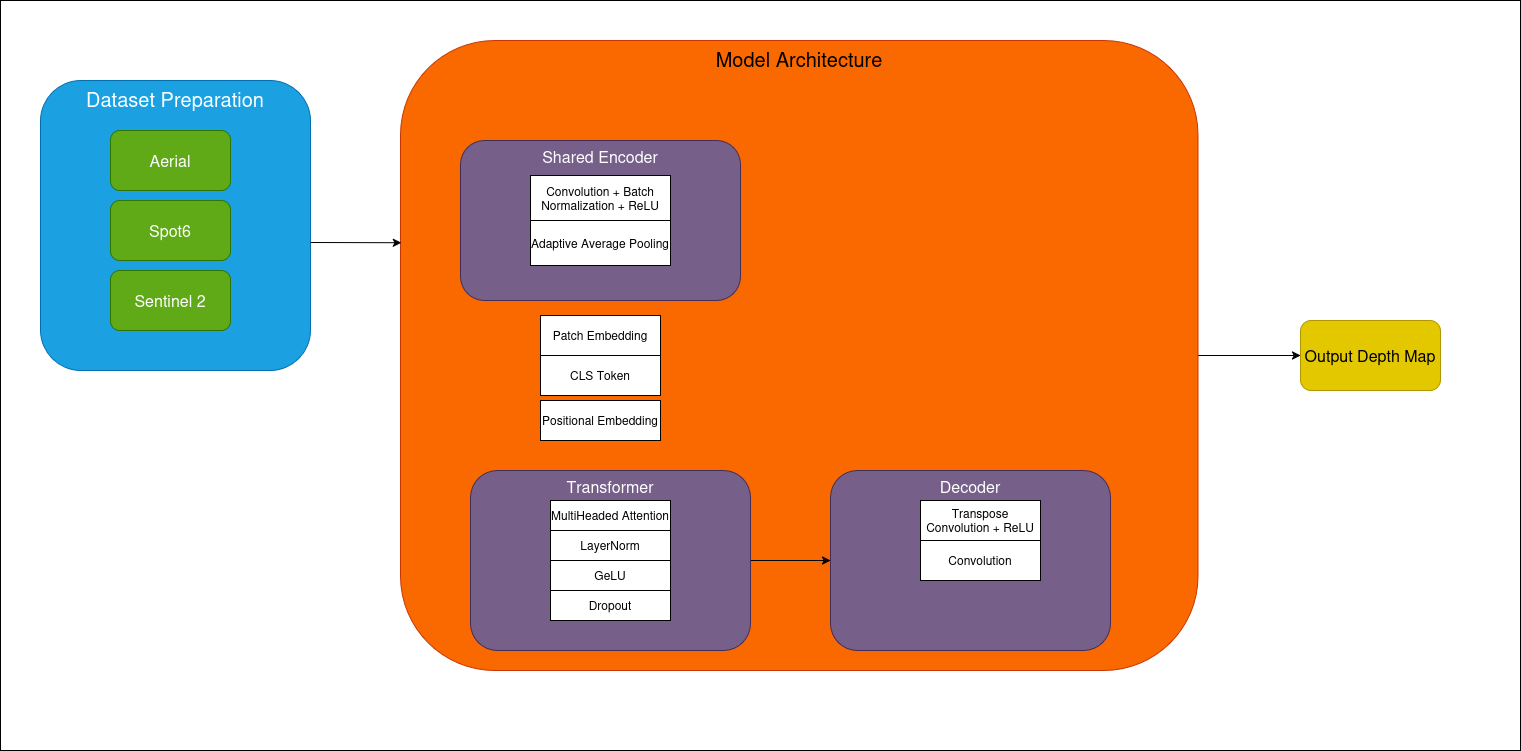 Model Architecture
Dataset Preparation
Aerial
Spot6
Sentinel 2
Shared Encoder
Convolution + Batch
Normalization + ReLU
Adaptive Average Pooling
Patch Embedding
CLS Token
Positional Embedding
Transformer
MultiHeaded Attention
LayerNorm
GeLU
Dropout
Decoder
Transpose
Convolution + ReLU
Convolution
Output Depth Map